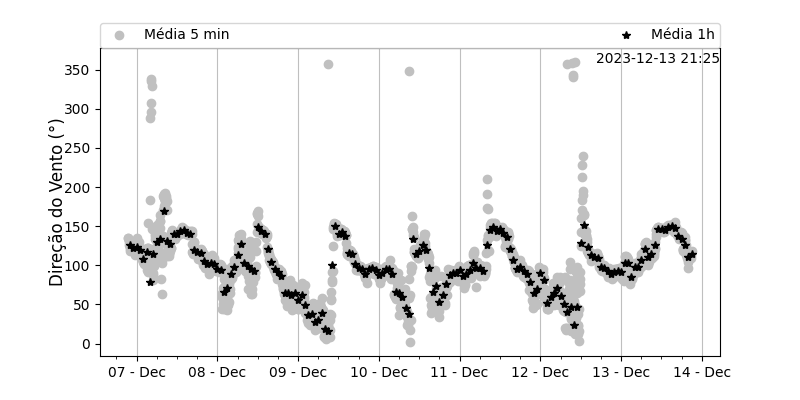 Média 5 min
Média 1h
2023-12-13 21:25
Direção do Vento (°)
350
300
250
200
150
100
50
0
07 - Dec
08 - Dec
09 - Dec
10 - Dec
11 - Dec
12 - Dec
13 - Dec
14 - Dec